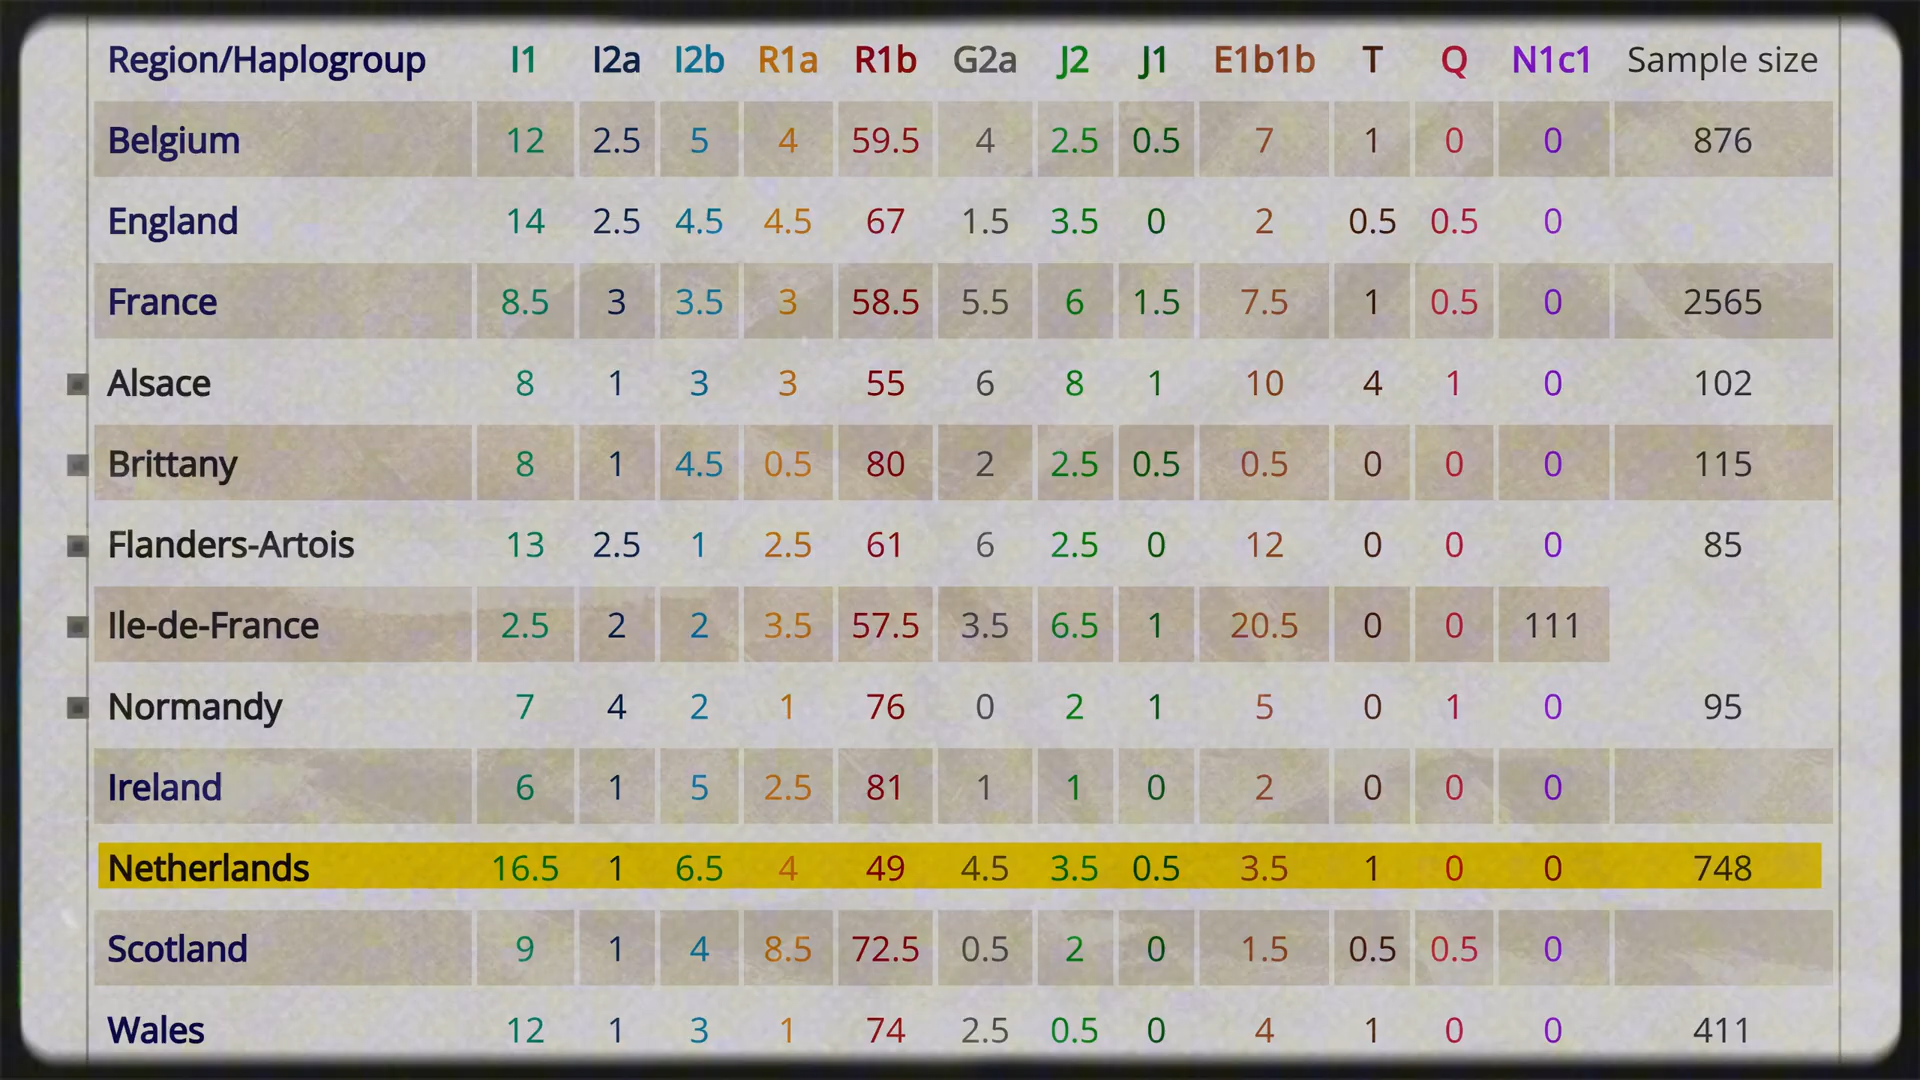 Region/Haplogroup I1 I2a I2b R1a R1b G2a J2 J1 E1b1b T Q N1c1 Sample size
Belgium 12 2.5 5 4 59.5 4 2.5 0.5 7 1 0 0 876
England 14 2.5 4.5 4.5 67 1.5 3.5 0 2 0.5 0.5 0
France 8.5 3 3.5 3 58.5 5.5 6 1.5 7.5 1 0.5 0 2565
Alsace 8 1 3 3 55 6 8 1 10 4 1 0 102
Brittany 8 1 4.5 0.5 80 2 2.5 0.5 0.5 0 0 0 115
Flanders-Artois 13 2.5 1 2.5 61 6 2.5 0 12 0 0 0 85
Ile-de-France 2.5 2 2 3.5 57.5 3.5 6.5 1 20.5 0 0 111
Normandy 7 4 2 1 76 0 2 1 5 0 1 0 95
Ireland 6 1 5 2.5 81 1 1 0 2 0 0 0
Netherlands 16.5 1 6.5 4 49 4.5 3.5 0.5 3.5 1 0 0 748
Scotland 9 1 4 8.5 72.5 0.5 2 0 1.5 0.5 0.5 0
Wales 12 1 3 1 74 2.5 0.5 0 4 1 0 0 411